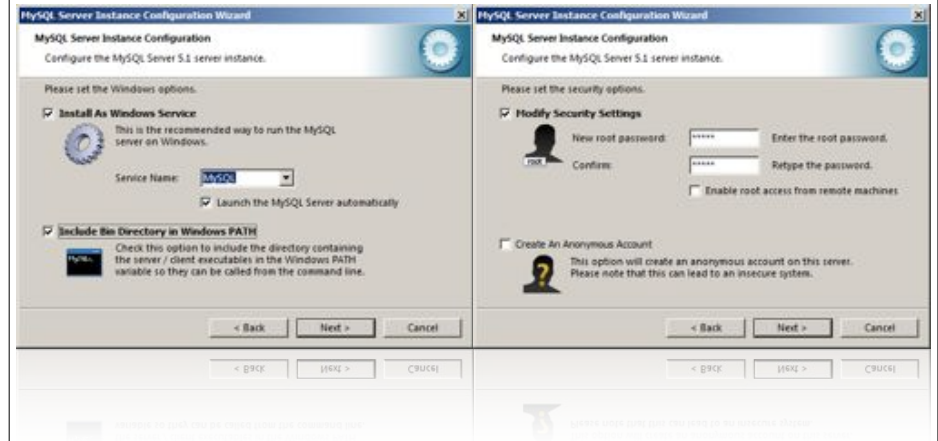 MySQL Server Instance Configuration Wizard
MySQL Server Instance Configuration
Configure the MySQL Server 5.1 server instance.
Please set the Windows options.
Install As Windows Service
This is the recommended way to run the MySQL
server on Windows.
Service Name: MySQL
Launch the MySQL Server automatically
Include Bin Directory in Windows PATH
Check this option to include the directory containing
the server / client executables in the Windows PATH
variable so they can be called from the command line.
< Back Next > Cancel
MySQL Server Instance Configuration Wizard
MySQL Server Instance Configuration
Configure the MySQL Server 5.1 server instance.
Please set the security options.
Modify Security Settings
New root password: ***** Enter the root password.
root
Confirm: ***** Retype the password.
Enable root access from remote machines
Create An Anonymous Account
This option will create an anonymous account on this server.
Please note that this can lead to an insecure system.
< Back Next > Cancel